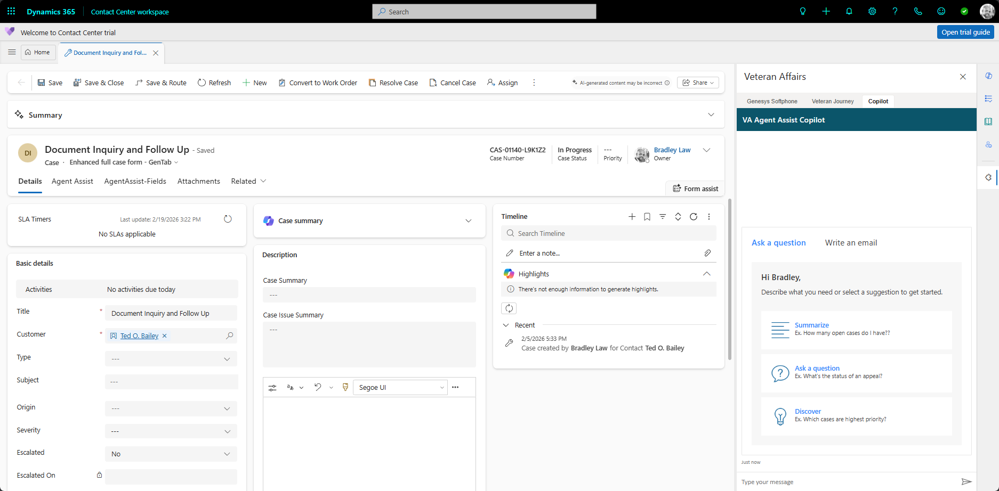 Dynamics 365
Contact Center workspace
Search
Welcome to Contact Center trial
Open trial guide
Home
Document Inquiry and Fol...
Save
Save & Close
Save & Route
Refresh
New
Convert to Work Order
Resolve Case
Cancel Case
Assign
AI-generated content may be incorrect
Share
Summary
DI
Document Inquiry and Follow Up - Saved
Case · Enhanced full case form - GenTab
CAS-01140-L9K1Z2
Case Number
In Progress
Case Status
---
Priority
Bradley Law
Owner
Details
Agent Assist
AgentAssist-Fields
Attachments
Related
Form assist
SLA Timers
Last update: 2/19/2026 3:22 PM
No SLAs applicable
Basic details
Activities
No activities due today
Title
*
Document Inquiry and Follow Up
Customer
*
Ted O. Bailey
Type
---
Subject
---
Origin
---
Severity
---
Escalated
No
Escalated On
Case summary
Description
Case Summary
---
Case Issue Summary
---
Segoe UI
Timeline
Search Timeline
Enter a note...
Highlights
There's not enough information to generate highlights.
Recent
2/5/2026 5:33 PM
Case created by Bradley Law for Contact Ted O. Bailey
Veteran Affairs
Genesys Softphone
Veteran Journey
Copilot
VA Agent Assist Copilot
Ask a question
Write an email
Hi Bradley,
Describe what you need or select a suggestion to get started.
Summarize
Ex. How many open cases do I have??
Ask a question
Ex. What's the status of an appeal?
Discover
Ex. Which cases are highest priority?
Just now
Type your message